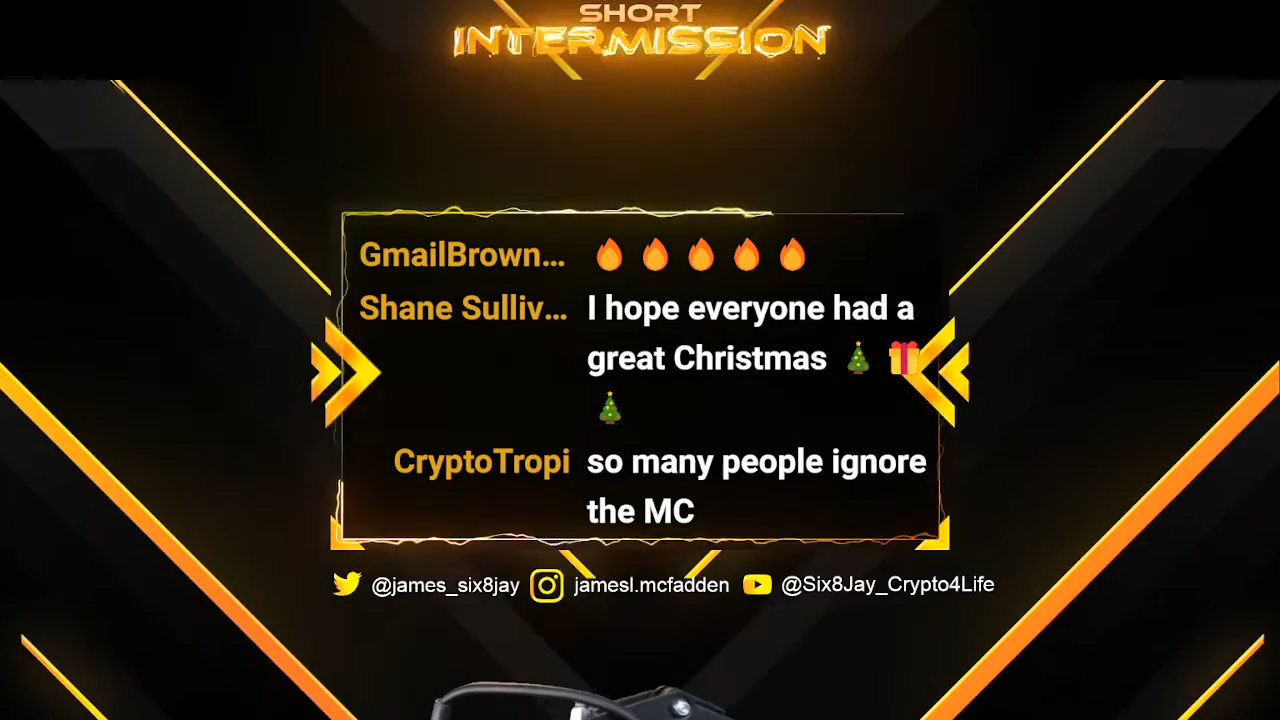 SHORT
INTERMISSION
GmailBrown... 🔥 🔥 🔥 🔥 🔥
Shane Sulliv... I hope everyone had a
great Christmas 🎄 🎁
🎄
CryptoTropi so many people ignore
the MC
@james_six8jay jamesl.mcfadden @Six8Jay_Crypto4Life